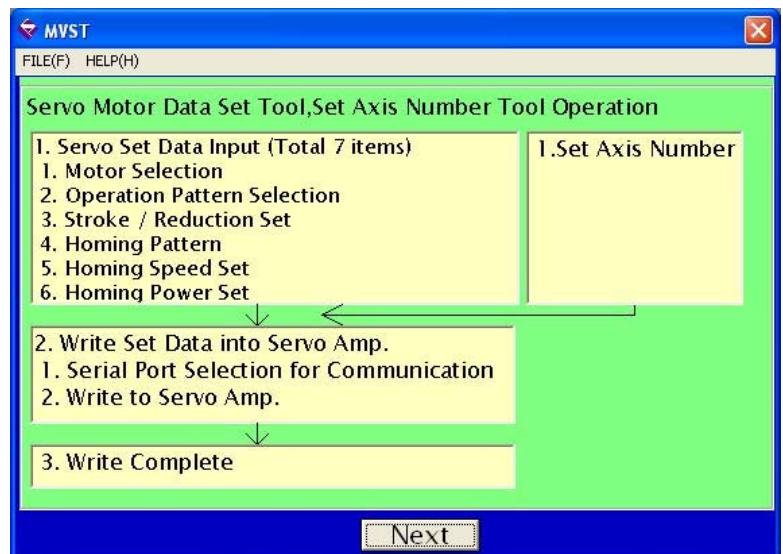 MVST
FILE(F) HELP(H)
Servo Motor Data Set Tool,Set Axis Number Tool Operation
1. Servo Set Data Input (Total 7 items)
1. Motor Selection
2. Operation Pattern Selection
3. Stroke / Reduction Set
4. Homing Pattern
5. Homing Speed Set
6. Homing Power Set
1.Set Axis Number
2. Write Set Data into Servo Amp.
1. Serial Port Selection for Communication
2. Write to Servo Amp.
3. Write Complete
Next